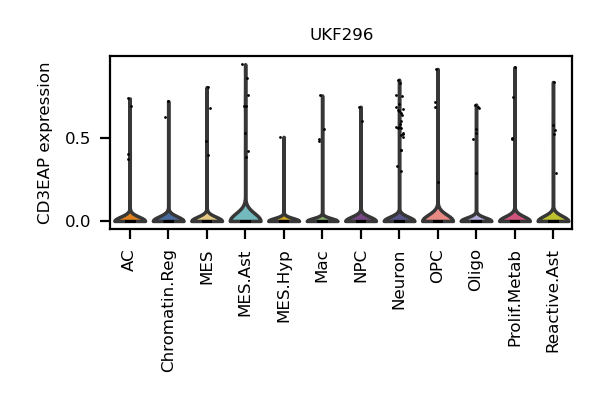 UKF296
CD3EAP expression
0.5
0.0
AC
Chromatin.Reg
MES
MES.Ast
MES.Hyp
Mac
NPC
Neuron
OPC
Oligo
Prolif.Metab
Reactive.Ast